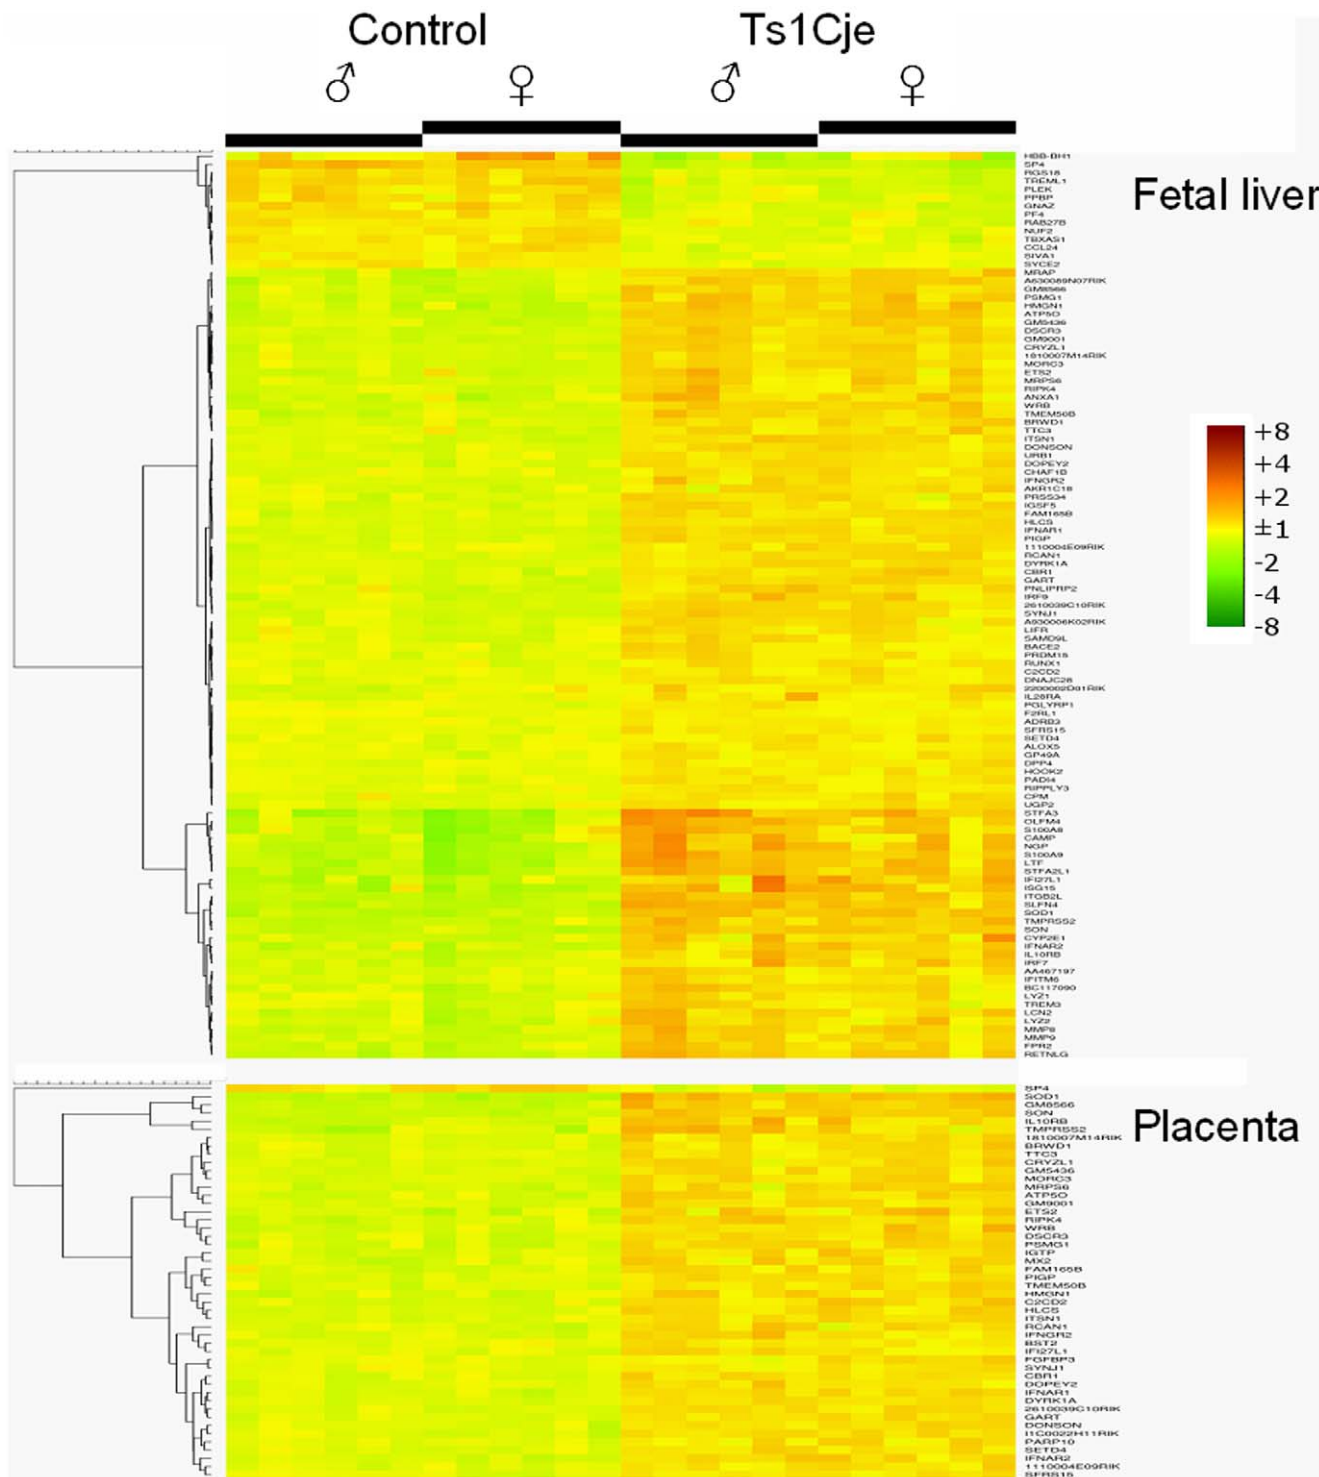 Control
Ts1Cje
♂
♀
♂
♀
Fetal liver
HBB-BH1
SP4
RGS18
TREML1
PLEK
PPBP
GNAZ
PF4
RAB27B
NUF2
TBXAS1
CCL24
SIVA1
SYCE2
MRAP
A630089N07RIK
GM8566
PSMG1
HMGN1
ATP5O
GM5436
DSCR3
GM9001
CRYZL1
1810007M14RIK
MORC3
ETS2
MRPS6
RIPK4
ANXA1
WRB
TMEM50B
BRWD1
TTC3
ITSN1
DONSON
URB1
DOPEY2
CHAF1B
IFNGR2
AKR1C18
PRSS34
IGSF5
FAM165B
HLCS
IFNAR1
PIGP
1110004E09RIK
RCAN1
DYRK1A
CBR1
GART
PNLIPRP2
IRF9
2610039C10RIK
SYNJ1
A930006K02RIK
LIFR
SAMD9L
BACE2
PRDM15
RUNX1
C2CD2
DNAJC28
2200002D01RIK
IL28RA
PGLYRP1
F2RL1
ADRB3
SFRS15
SETD4
ALOX5
GP49A
DPP4
HOOK2
PADI4
RIPPLY3
CPM
UGP2
STFA3
OLFM4
S100A8
CAMP
NGP
S100A9
LTF
STFA2L1
IFI27L1
ISG15
ITGB2L
SLFN4
SOD1
TMPRSS2
SON
CYP2E1
IFNAR2
IL10RB
IRF7
AA467197
IFITM6
BC117090
LYZ1
TREM3
LCN2
LYZ2
MMP8
MMP9
FPR2
RETNLG
+8
+4
+2
±1
-2
-4
-8
Placenta
SP4
SOD1
GM8566
SON
IL10RB
TMPRSS2
1810007M14RIK
BRWD1
TTC3
CRYZL1
GM5436
MORC3
MRPS6
ATP5O
GM9001
ETS2
RIPK4
WRB
DSCR3
PSMG1
IGTP
MX2
FAM165B
PIGP
TMEM50B
HMGN1
C2CD2
HLCS
ITSN1
RCAN1
IFNGR2
BST2
IFI27L1
FGFBP3
SYNJ1
CBR1
DOPEY2
IFNAR1
DYRK1A
2610039C10RIK
GART
DONSON
I1C0022H11RIK
PARP10
SETD4
IFNAR2
1110004E09RIK
SFRS15